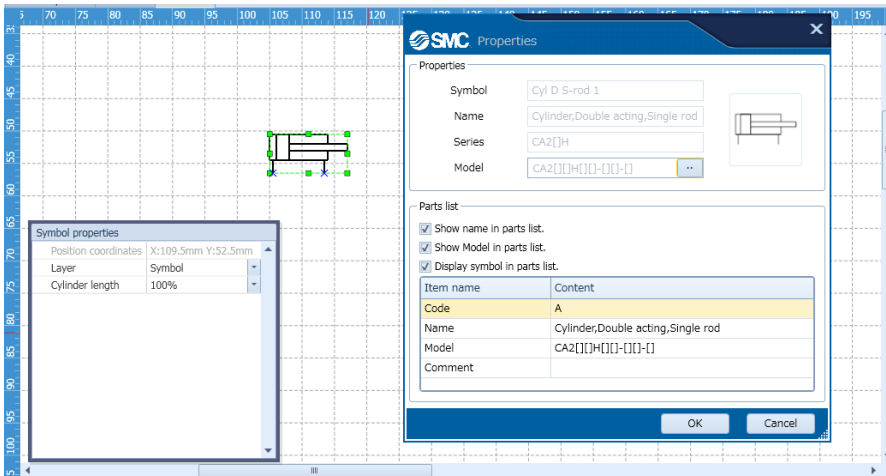 70 75 80 85 90 95 100 105 110 115 120 195
SMC Properties
Properties
Symbol Cyl D S-rod 1
Name Cylinder,Double acting,Single rod
Series CA2[]H
Model CA2[][]H[][]-[][]-[] ..
Parts list
Show name in parts list.
Show Model in parts list.
Display symbol in parts list.
Item name Content
Code A
Name Cylinder,Double acting,Single rod
Model CA2[][]H[][]-[][]-[]
Comment
OK Cancel
Symbol properties
Position coordinates X:109.5mm Y:52.5mm
Layer Symbol
Cylinder length 100%
40
45
50
55
60
65
70
75
80
85
90
95
100